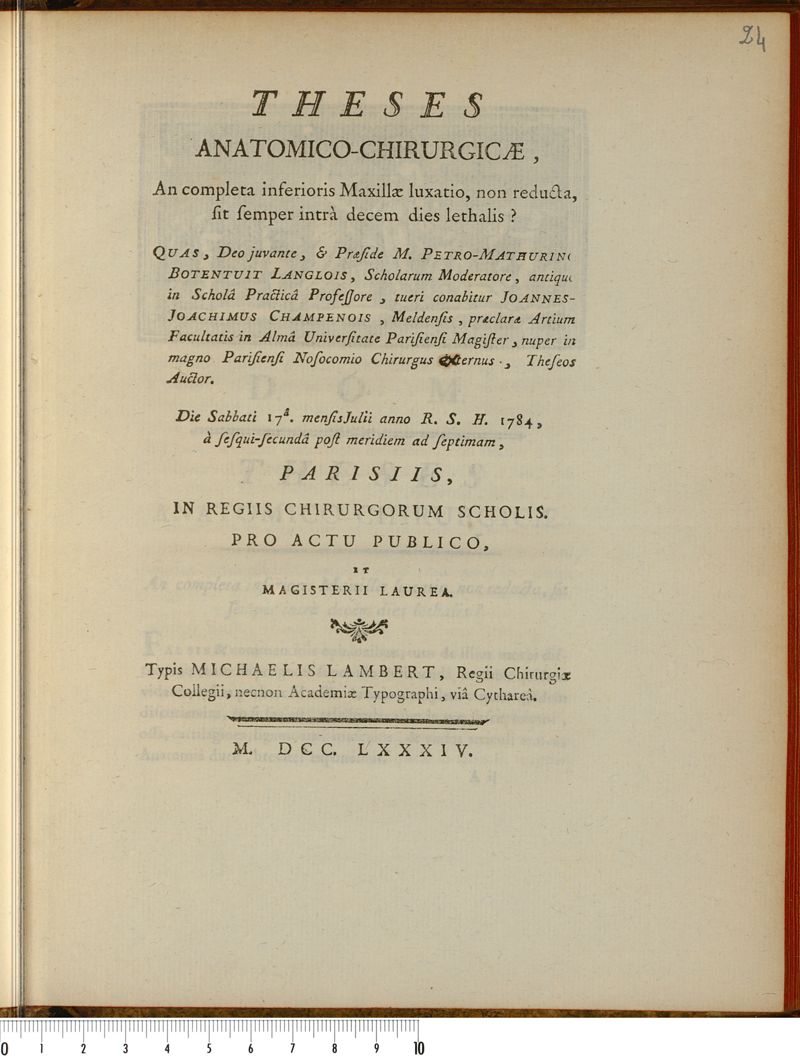 24
THESES
ANATOMICO-CHIRURGICÆ,
An completa inferioris Maxillæ luxatio, non reducta,
ſit ſemper intrà decem dies lethalis ?
QUAS, Deo juvante, & Præſide M. PETRO-MATHURINO
BOTENTUIT LANGLOIS, Scholarum Moderatore, antiquo
in Scholâ Practicâ Profeſſore, tueri conabitur JOANNES-
JOACHIMUS CHAMPENOIS, Meldenſis, præclaræ Artium
Facultatis in Almâ Univerſitate Pariſienſi Magiſter, nuper in
magno Pariſienſi Noſocomio Chirurgus Externus., Theſeos
Auctor.
Die Sabbati 17ª. menſis Julii anno R. S. H. 1784,
à ſeſqui-ſecundâ poſt meridiem ad ſeptimam,
PARISIIS,
IN REGIIS CHIRURGORUM SCHOLIS.
PRO ACTU PUBLICO,
ET
MAGISTERII LAUREA.
Typis MICHAELIS LAMBERT, Regii Chirurgiæ
Collegii, necnon Academiæ Typographi, viâ Cythareâ.
M. DCC. LXXXIV.
0 1 2 3 4 5 6 7 8 9 10